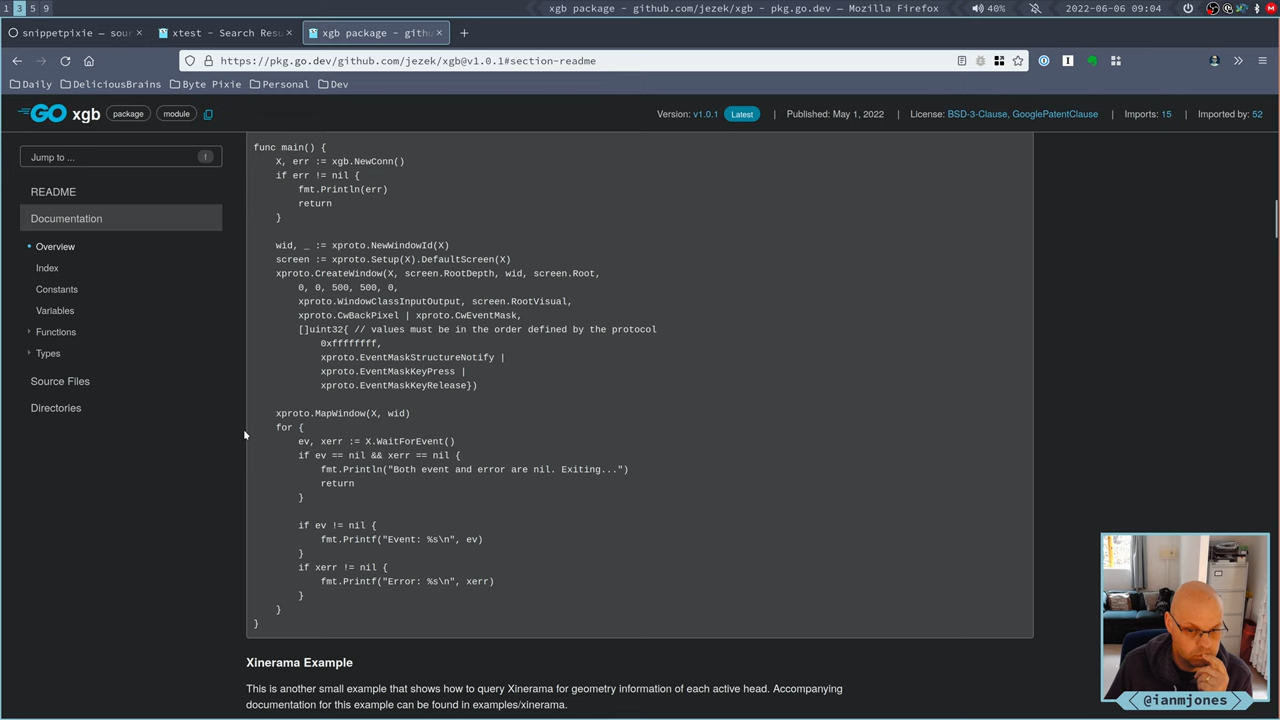 1 3 5 9
xgb package - github.com/jezek/xgb - pkg.go.dev — Mozilla Firefox
40% 2022-06-06 09:04
snippetpixie — sour
xtest - Search Resu
xgb package - githu
https://pkg.go.dev/github.com/jezek/xgb@v1.0.1#section-readme
Daily DeliciousBrains Byte Pixie Personal Dev
GO xgb package module
Version: v1.0.1 Latest | Published: May 1, 2022 | License: BSD-3-Clause, GooglePatentClause | Imports: 15 | Imported by: 52
Jump to ... f
README
Documentation
• Overview
Index
Constants
Variables
Functions
Types
Source Files
Directories
func main() {
X, err := xgb.NewConn()
if err != nil {
fmt.Println(err)
return
}
wid, _ := xproto.NewWindowId(X)
screen := xproto.Setup(X).DefaultScreen(X)
xproto.CreateWindow(X, screen.RootDepth, wid, screen.Root,
0, 0, 500, 500, 0,
xproto.WindowClassInputOutput, screen.RootVisual,
xproto.CwBackPixel | xproto.CwEventMask,
[]uint32{ // values must be in the order defined by the protocol
0xffffffff,
xproto.EventMaskStructureNotify |
xproto.EventMaskKeyPress |
xproto.EventMaskKeyRelease})
xproto.MapWindow(X, wid)
for {
ev, xerr := X.WaitForEvent()
if ev == nil && xerr == nil {
fmt.Println("Both event and error are nil. Exiting...")
return
}
if ev != nil {
fmt.Printf("Event: %s\n", ev)
}
if xerr != nil {
fmt.Printf("Error: %s\n", xerr)
}
}
}
Xinerama Example
This is another small example that shows how to query Xinerama for geometry information of each active head. Accompanying
documentation for this example can be found in examples/xinerama.
@ianmjones